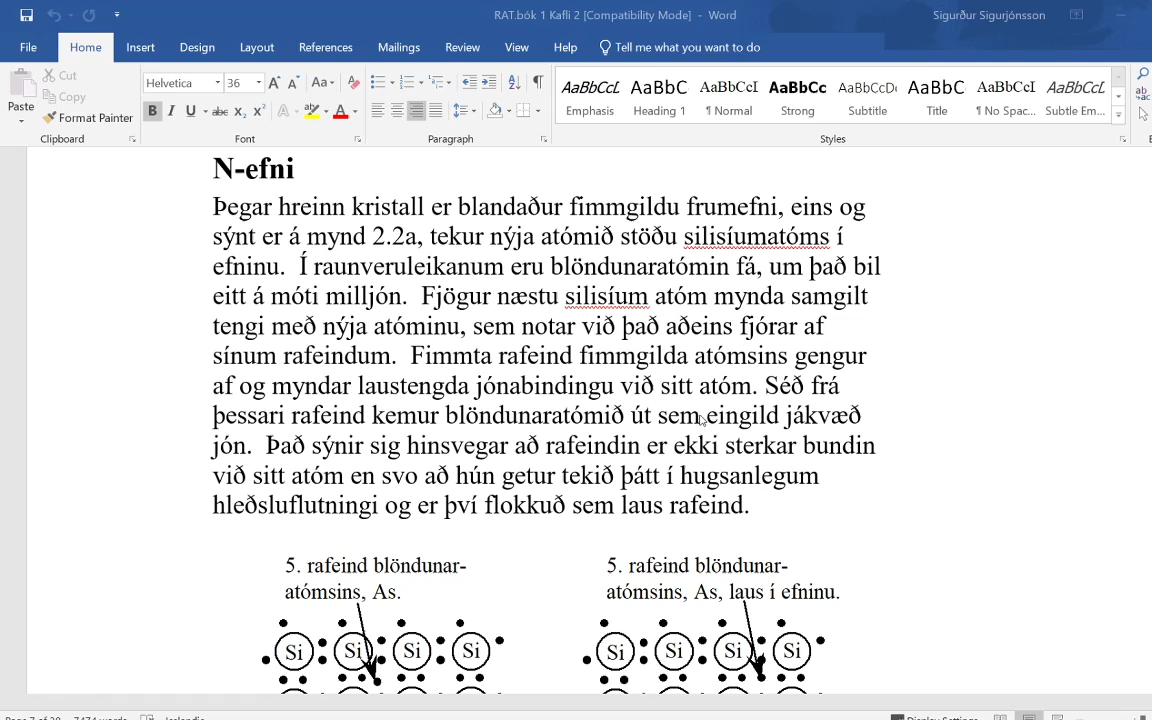 RAT.bók 1 Kafli 2 [Compatibility Mode] - Word
Sigurður Sigurjónsson
File Home Insert Design Layout References Mailings Review View Help Tell me what you want to do
Paste
Cut
Copy
Format Painter
Clipboard
Helvetica 36
Font
Paragraph
AaBbCcI AaBbC AaBbCcI AaBbCc AaBbCcDc AaBbC AaBbCcI AaBbCcI
Emphasis Heading 1 ¶ Normal Strong Subtitle Title ¶ No Spac... Subtle Em...
Styles
N-efni
Þegar hreinn kristall er blandaður fimmgildu frumefni, eins og
sýnt er á mynd 2.2a, tekur nýja atómið stöðu silisíumatóms í
efninu. Í raunveruleikanum eru blöndunaratómin fá, um það bil
eitt á móti milljón. Fjögur næstu silisíum atóm mynda samgilt
tengi með nýja atóminu, sem notar við það aðeins fjórar af
sínum rafeindum. Fimmta rafeind fimmgilda atómsins gengur
af og myndar laustengda jónabindingu við sitt atóm. Séð frá
þessari rafeind kemur blöndunaratómið út sem eingild jákvæð
jón. Það sýnir sig hinsvegar að rafeindin er ekki sterkar bundin
við sitt atóm en svo að hún getur tekið þátt í hugsanlegum
hleðsluflutningi og er því flokkuð sem laus rafeind.
5. rafeind blöndunar-
atómsins, As.
5. rafeind blöndunar-
atómsins, As, laus í efninu.
Si Si Si Si
Si Si Si Si